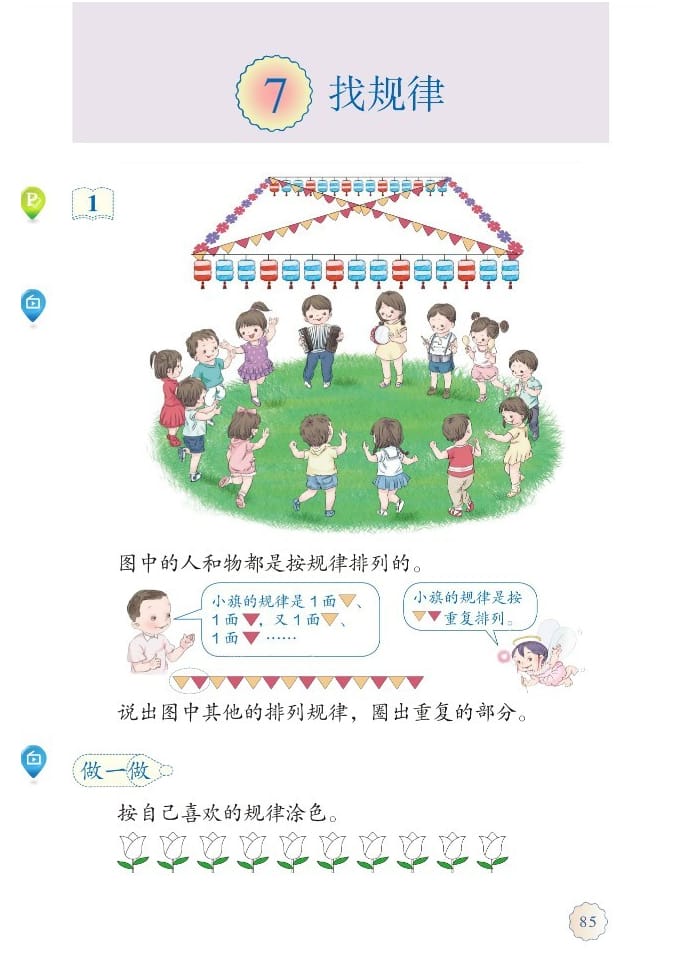 7 找规律
1
图中的人和物都是按规律排列的。
小旗的规律是1面、
1面，又1面、
1面……
小旗的规律是按
重复排列。
说出图中其他的排列规律，圈出重复的部分。
做一做
按自己喜欢的规律涂色。
85